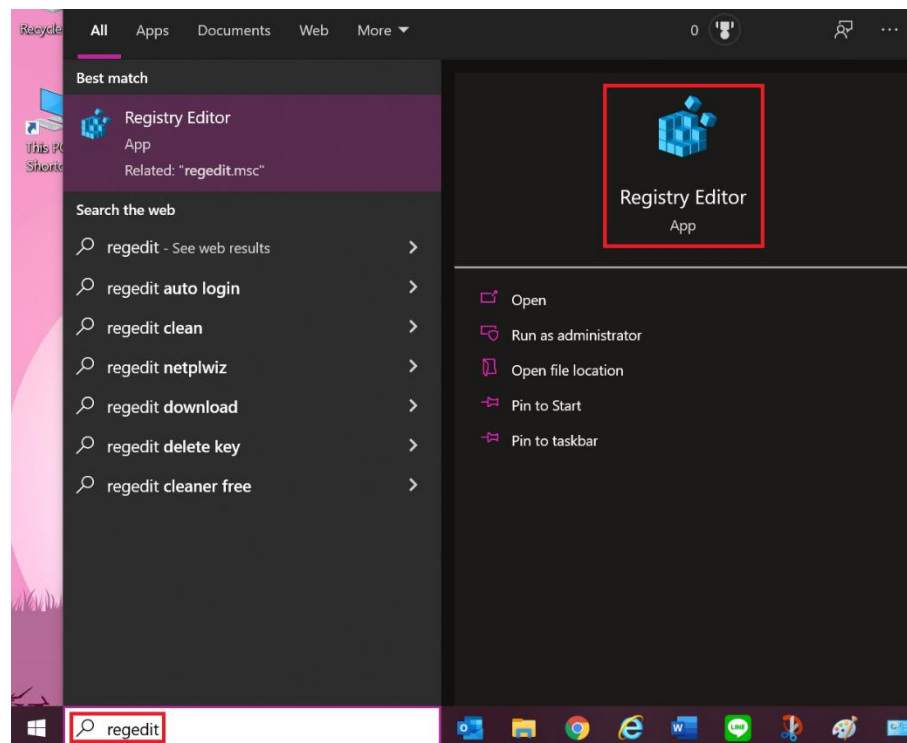 All Apps Documents Web More 0 ...
Best match
Registry Editor
App
Related: "regedit.msc"
Search the web
regedit - See web results
regedit auto login
regedit clean
regedit netplwiz
regedit download
regedit delete key
regedit cleaner free
Registry Editor
App
Open
Run as administrator
Open file location
Pin to Start
Pin to taskbar
Recycle
This PC
Shortc
regedit
LINE